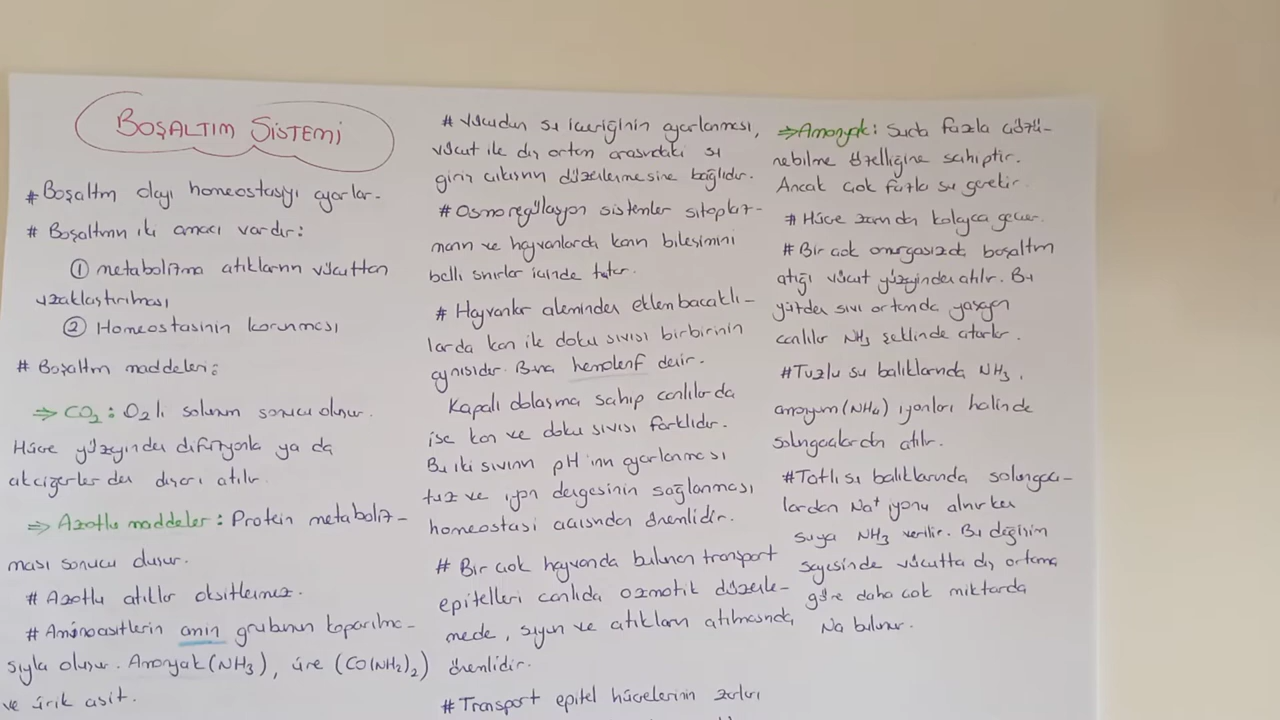 BOŞALTIM SİSTEMİ
# Boşaltım olayı homeostasiyi ayarlar.
# Boşaltımın iki amacı vardır:
① metabolizma atıklarının vücuttan
uzaklaştırılması
② Homeostasinin korunması
# Boşaltım maddeleri:
⇒ CO₂ : O₂li solunum sonucu oluşur.
Hücre yüzeyinden difüzyonla ya da
akciğerlerden dışarı atılır.
⇒ Azotlu maddeler : Protein metaboliz-
ması sonucu oluşur.
# Azotlu atıklar oksitlenmez.
# Aminoasitlerin amin grubunun koparılma-
sıyla oluşur. Amonyak (NH₃), üre (CO(NH₂)₂)
ve ürik asit.
# Vücudun su içeriğinin ayarlanması,
vücut ile dış ortam arasındaki su
giriş çıkışının düzenlenmesine bağlıdır.
# Osmoregülasyon sistemler sitoplaz-
manın ve hayvanlarda kanın bileşimini
belli sınırlar içinde tutar.
# Hayvanlar aleminden eklembacaklı-
larda kan ile doku sıvısı birbirinin
aynısıdır. Buna hemolenf denir.
Kapalı dolaşıma sahip canlılarda
ise kan ve doku sıvısı farklıdır.
Bu iki sıvının pH'ının ayarlanması
tuz ve iyon dengesinin sağlanması
homeostasi açısından önemlidir.
# Bir çok hayvanda bulunan transport
epitelleri canlıda ozmotik düzenle-
mede, sıyun ve atıkların atılmasında
önemlidir.
# Transport epitel hücrelerinin zarları
⇒ Amonyak : Suda fazla çözü-
nebilme özelliğine sahiptir.
Ancak çok fazla su gerekir.
# Hücre zarından kolayca geçer.
# Bir çok omurgasızda boşaltım
atığı vücut yüzeyinden atılır. Bu
yüzden sıvı ortamda yaşayan
canlılar NH₃ şeklinde atarlar.
# Tuzlu su balıklarında NH₃,
amonyum (NH₄) iyonları halinde
solungaçlardan atılır.
# Tatlı su balıklarında solungaç-
lardan Na⁺ iyonu alınırken
suya NH₃ verilir. Bu değişim
sayesinde vücutta dış ortama
göre daha çok miktarda
Na bulunur.